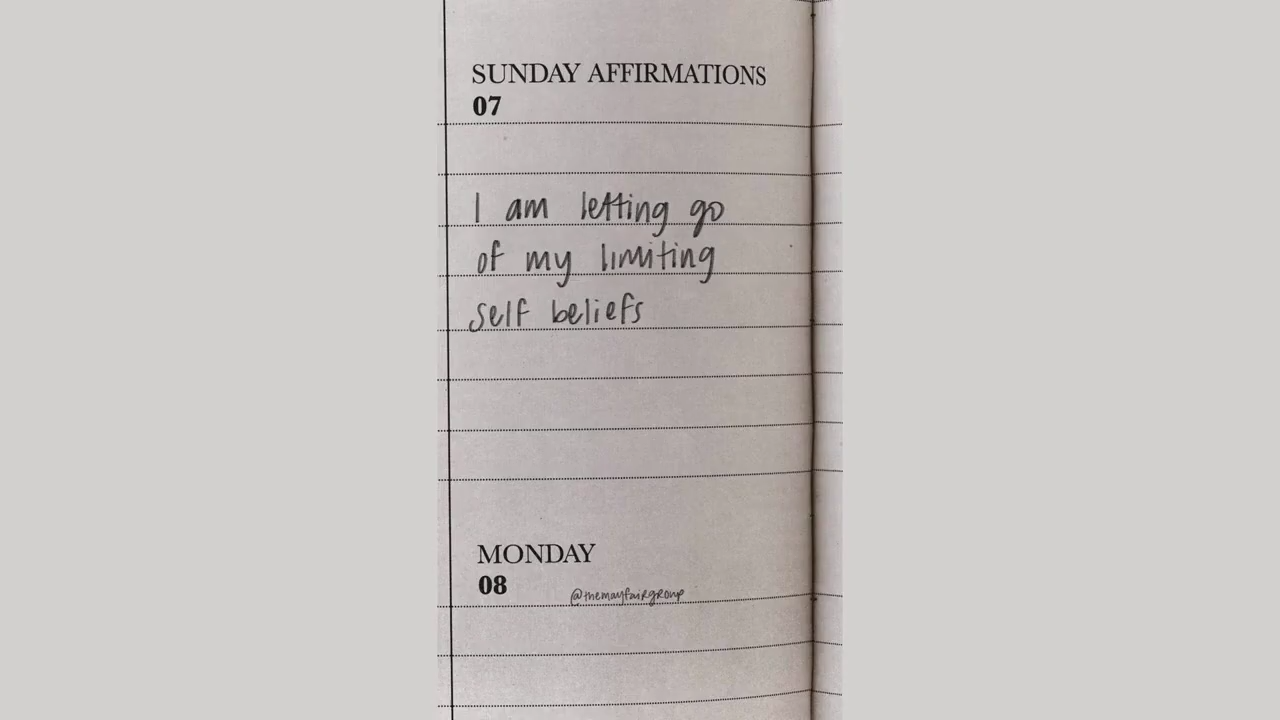 SUNDAY AFFIRMATIONS
07
I am letting go
of my limiting
self beliefs
MONDAY
08
@themayfairgroup